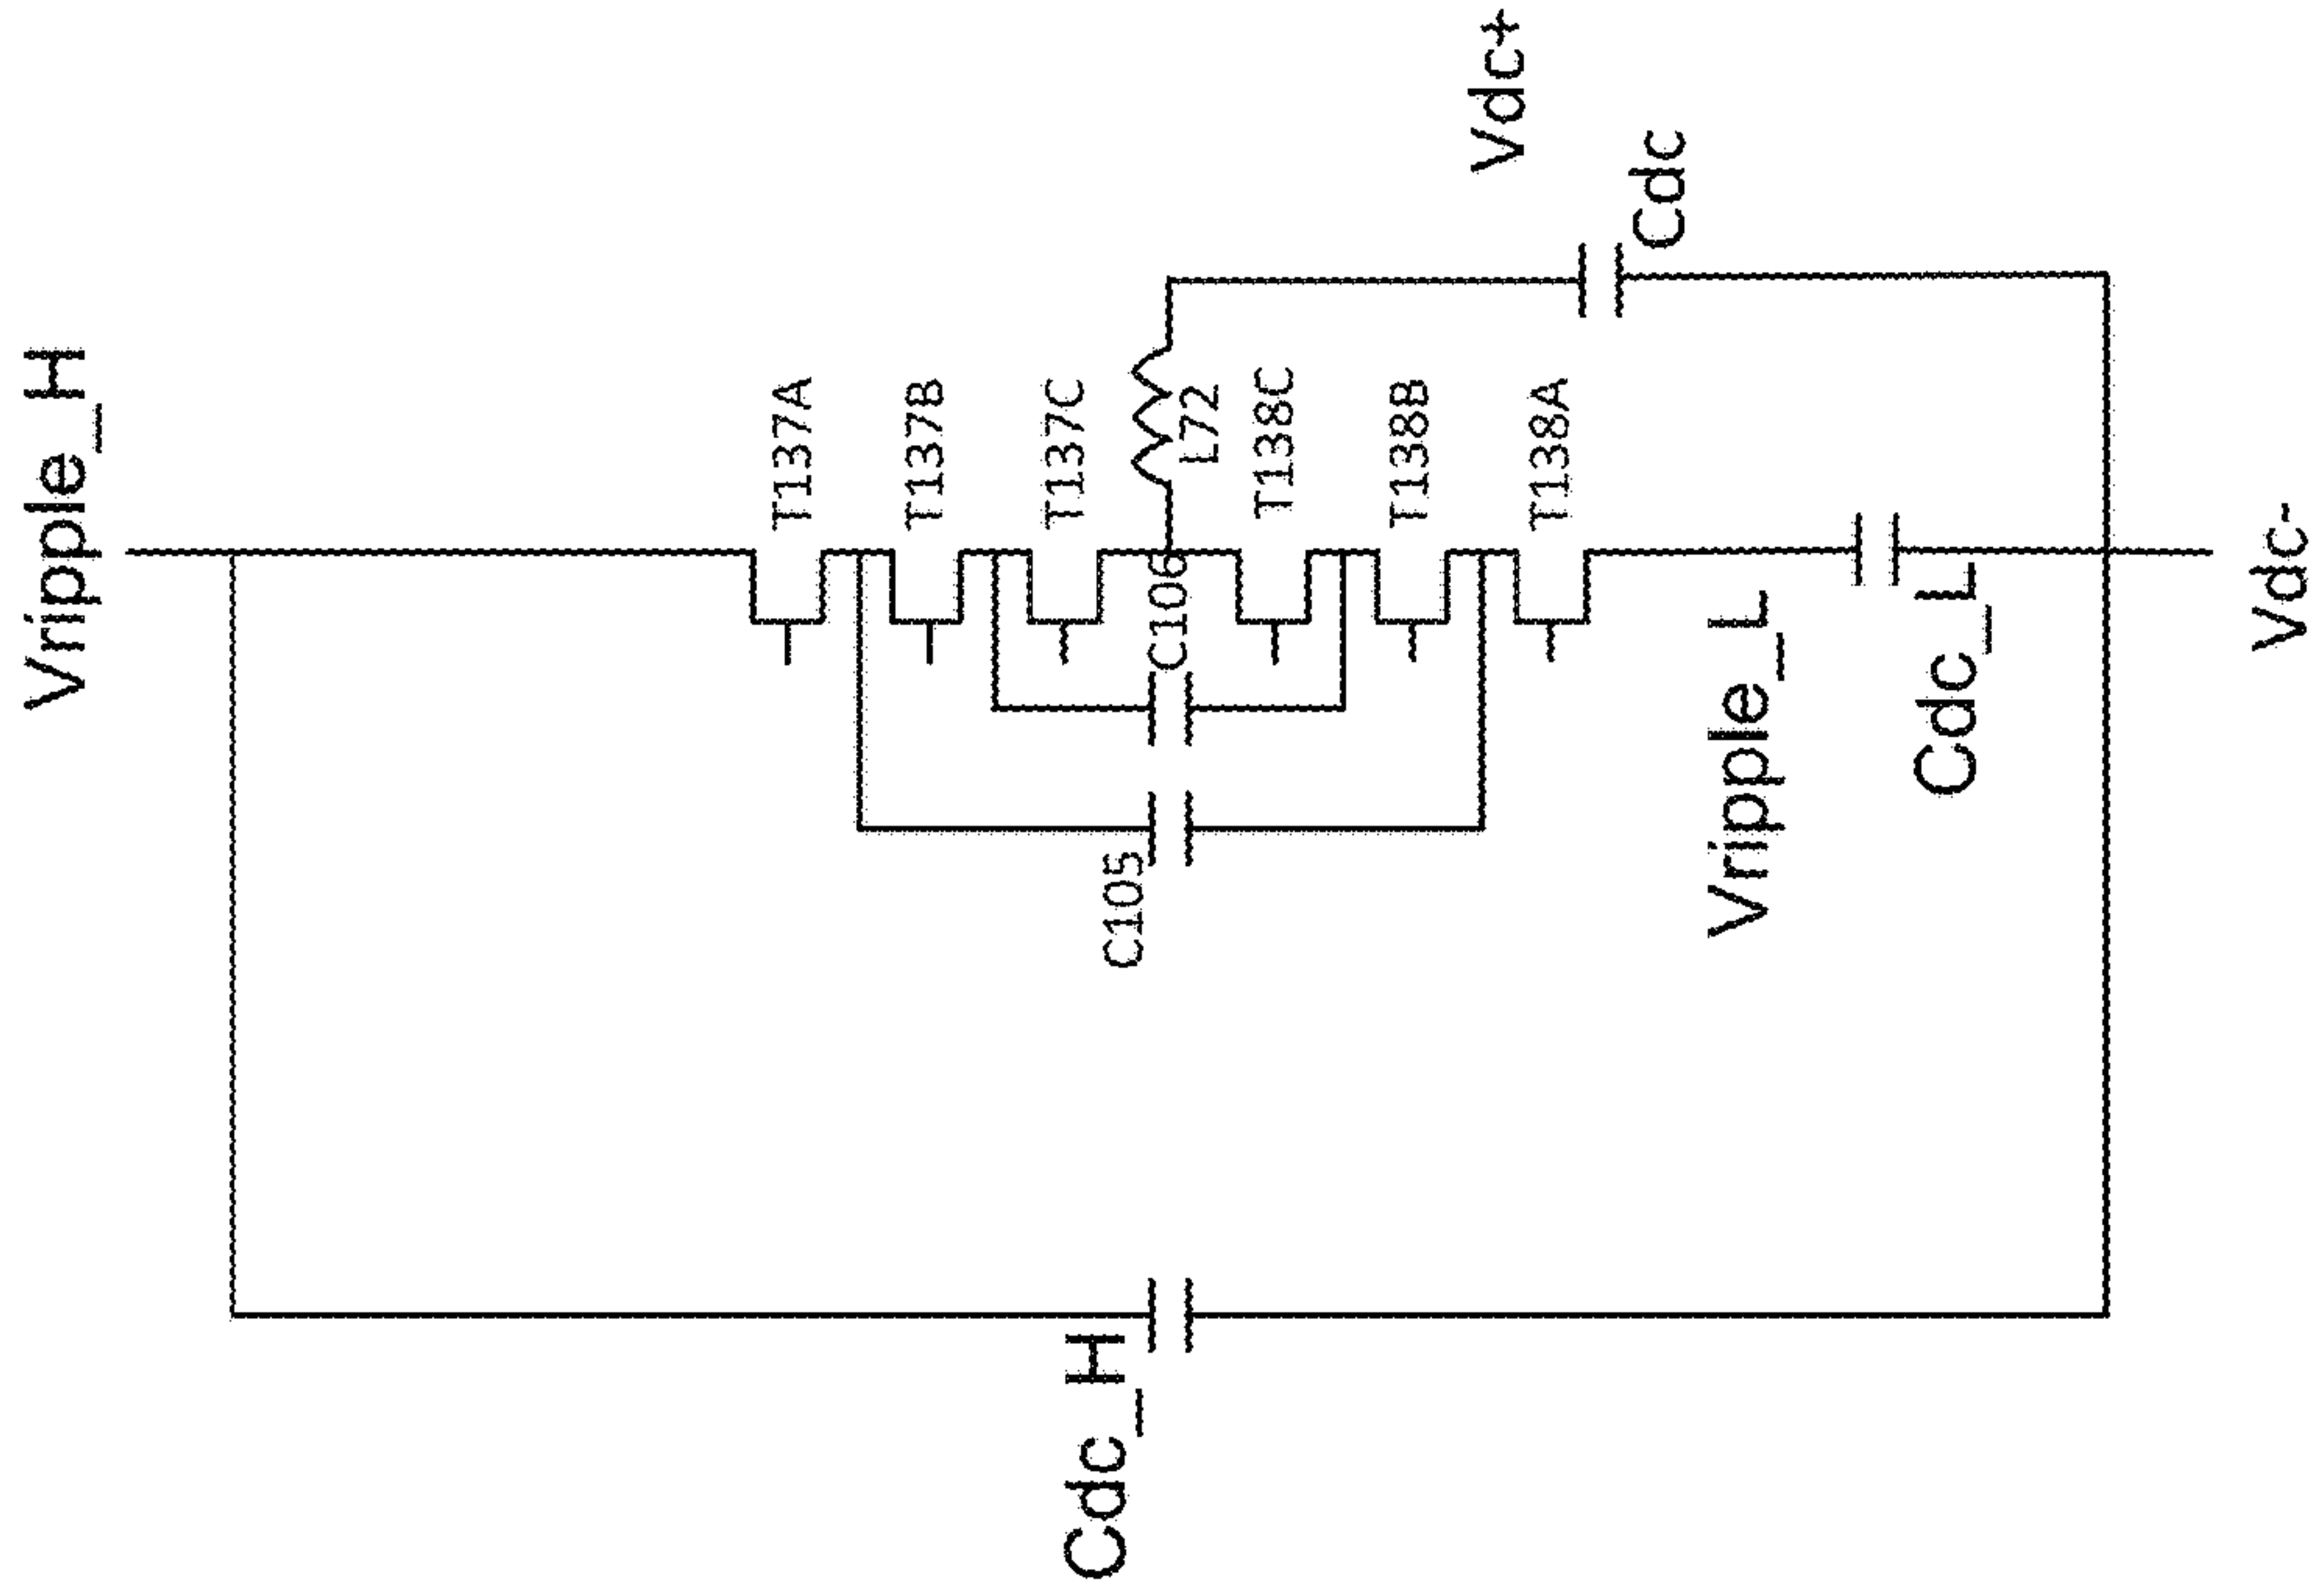 Vripple_H
Cdc_H
C105
C106
T137A
T137B
T137C
L72
T138C
T138B
T138A
Vripple_L
Cdc_L
Vdc+
Cdc
Vdc-